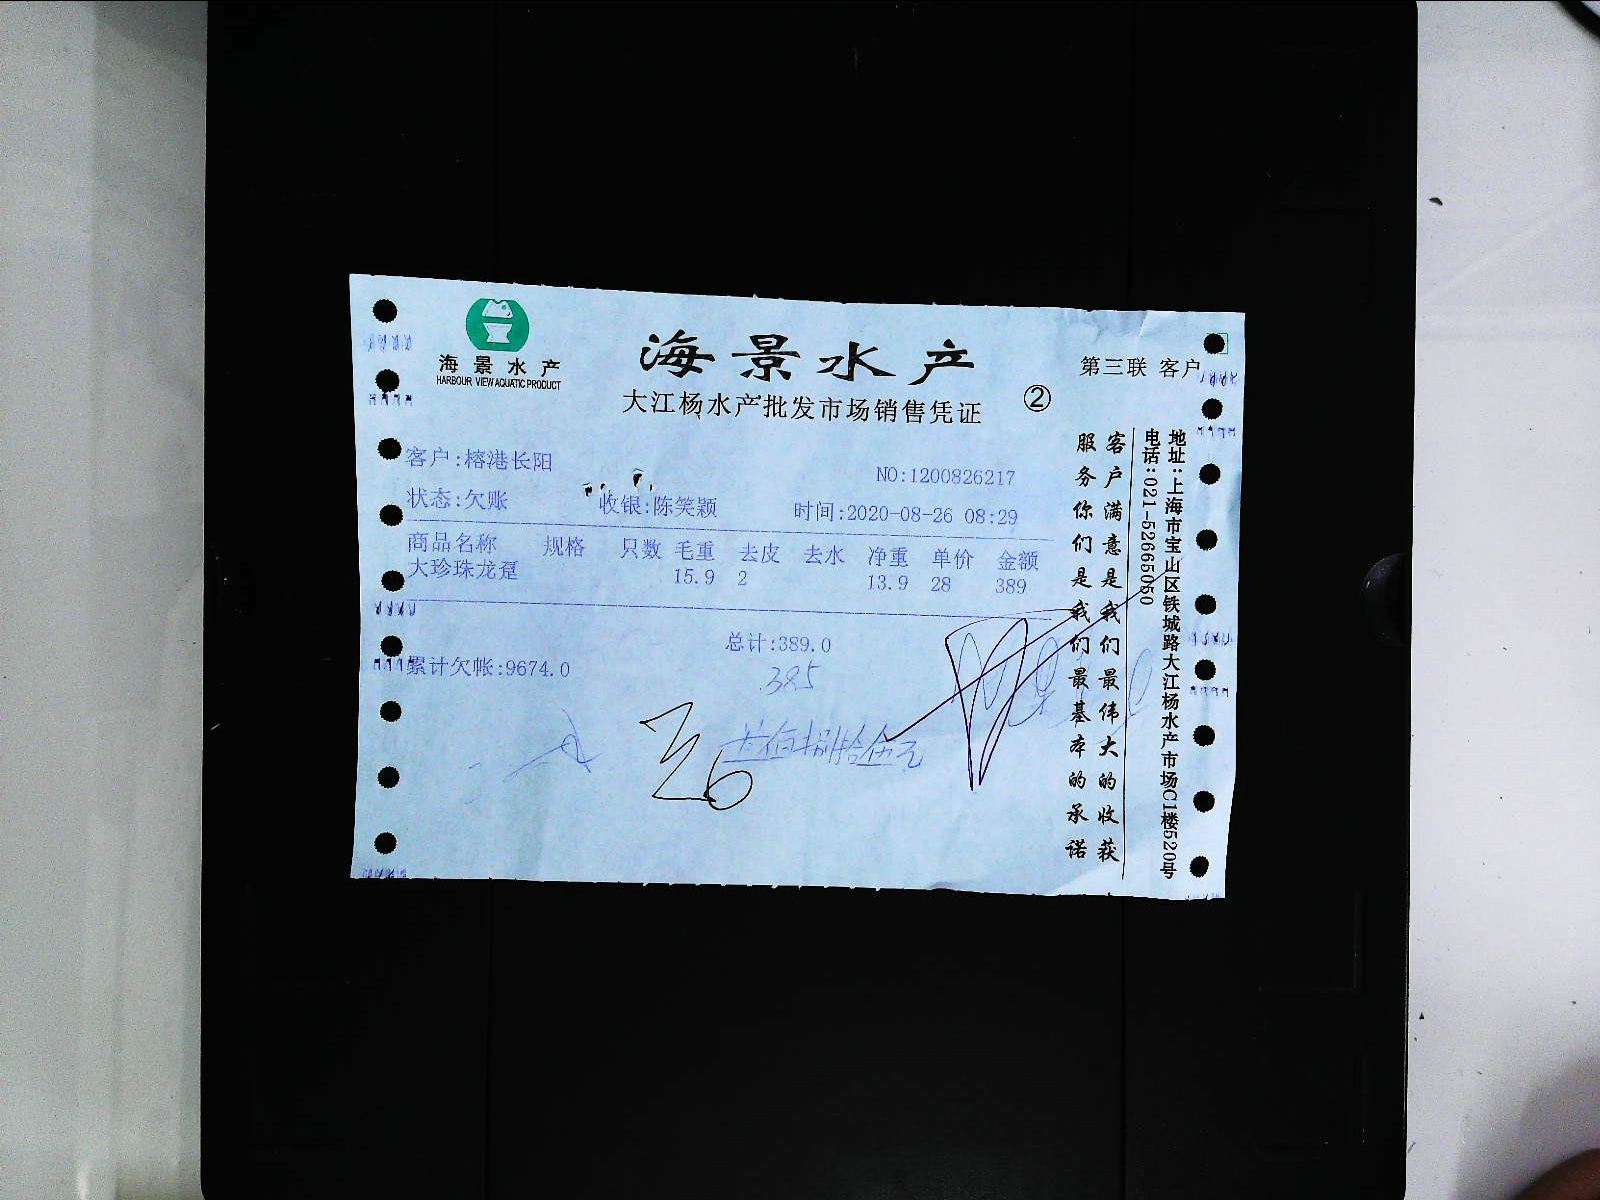 海景水产
HARBOUR VIEW AQUATIC PRODUCT
海景水产
大江杨水产批发市场销售凭证
②
第三联 客户
客户:榕港长阳
NO:1200826217
状态:欠账 收银:陈笑颖 时间:2020-08-26 08:29
商品名称 规格 只数 毛重 去皮 去水 净重 单价 金额
大珍珠龙趸 15.9 2 13.9 28 389
总计:389.0
累计欠帐:9674.0
385
叁佰捌拾伍元
26
客户满意是我们最伟大的收获
服务你们是我们最基本的承诺
地址:上海市宝山区铁城路大江杨水产市场C1楼520号
电话:021-52665050